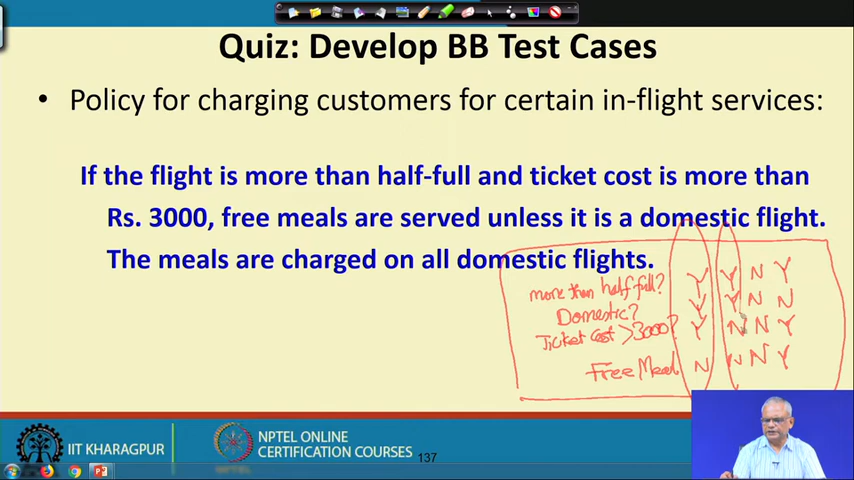 Quiz: Develop BB Test Cases
• Policy for charging customers for certain in-flight services:
If the flight is more than half-full and ticket cost is more than
Rs. 3000, free meals are served unless it is a domestic flight.
The meals are charged on all domestic flights.
more than half full? Y Y N Y
Domestic? Y Y N N
Ticket Cost >3000? Y N N Y
Free Meal N N N Y
IIT KHARAGPUR
NPTEL ONLINE
CERTIFICATION COURSES
137